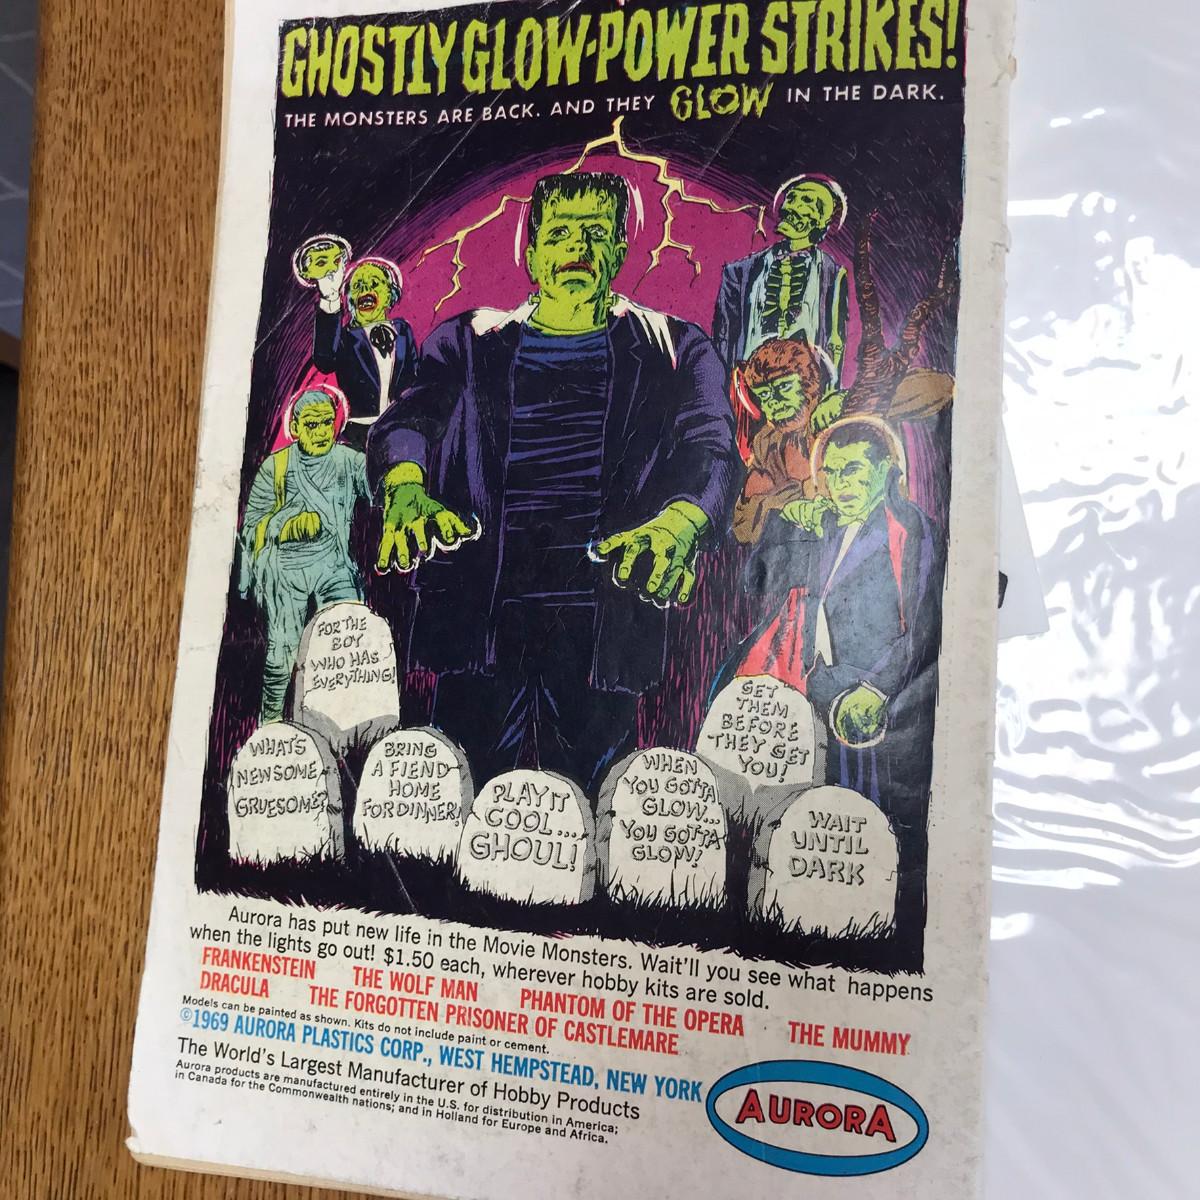 GHOSTLY GLOW-POWER STRIKES!
THE MONSTERS ARE BACK. AND THEY GLOW IN THE DARK.
FOR THE
BOY
WHO HAS
EVERYTHING!
WHAT'S
NEWSOME,
GRUESOME?
BRING
A FIEND
HOME
FOR DINNER!
PLAY IT
COOL...
GHOUL!
WHEN
YOU GOTTA
GLOW...
YOU GOTTA
GLOW!
GET
THEM
BEFORE
THEY GET
YOU!
WAIT
UNTIL
DARK
Aurora has put new life in the Movie Monsters. Wait'll you see what happens
when the lights go out! $1.50 each, wherever hobby kits are sold.
FRANKENSTEIN THE WOLF MAN PHANTOM OF THE OPERA THE MUMMY
DRACULA THE FORGOTTEN PRISONER OF CASTLEMARE
Models can be painted as shown. Kits do not include paint or cement.
©1969 AURORA PLASTICS CORP., WEST HEMPSTEAD, NEW YORK
The World's Largest Manufacturer of Hobby Products
Aurora products are manufactured entirely in the U.S. for distribution in America;
in Canada for the Commonwealth nations; and in Holland for Europe and Africa.
AURORA